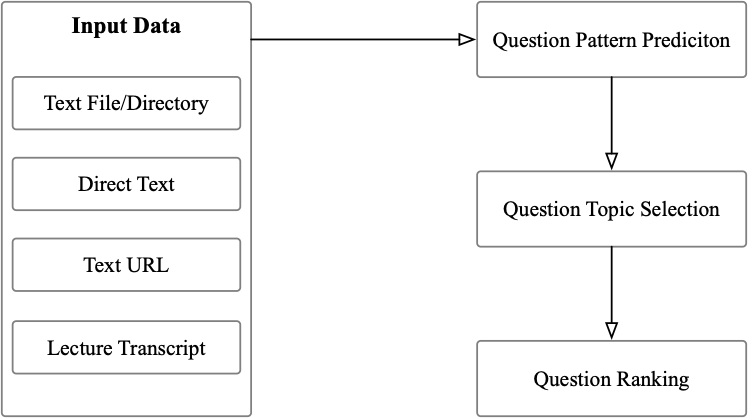 Input Data
Text File/Directory
Direct Text
Text URL
Lecture Transcript
Question Pattern Prediciton
Question Topic Selection
Question Ranking